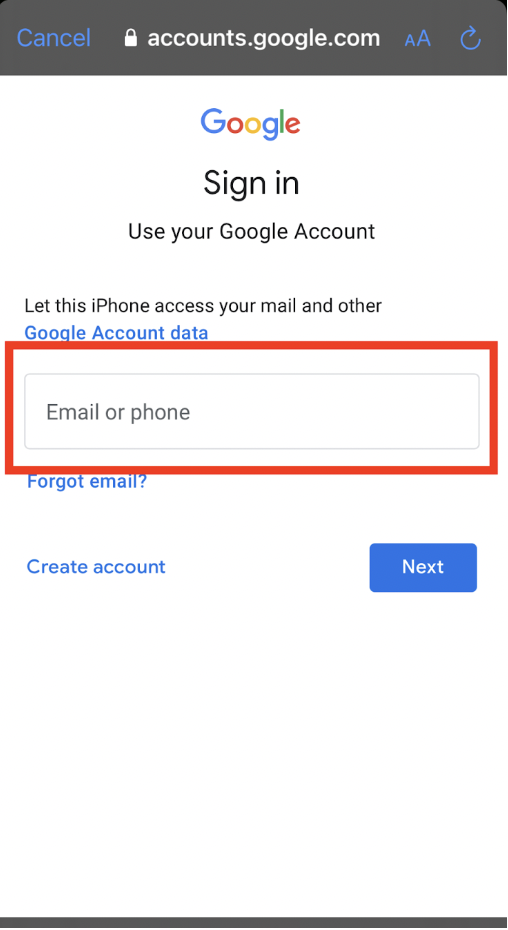 Cancel accounts.google.com AA
Google
Sign in
Use your Google Account
Let this iPhone access your mail and other
Google Account data
Email or phone
Forgot email?
Create account Next